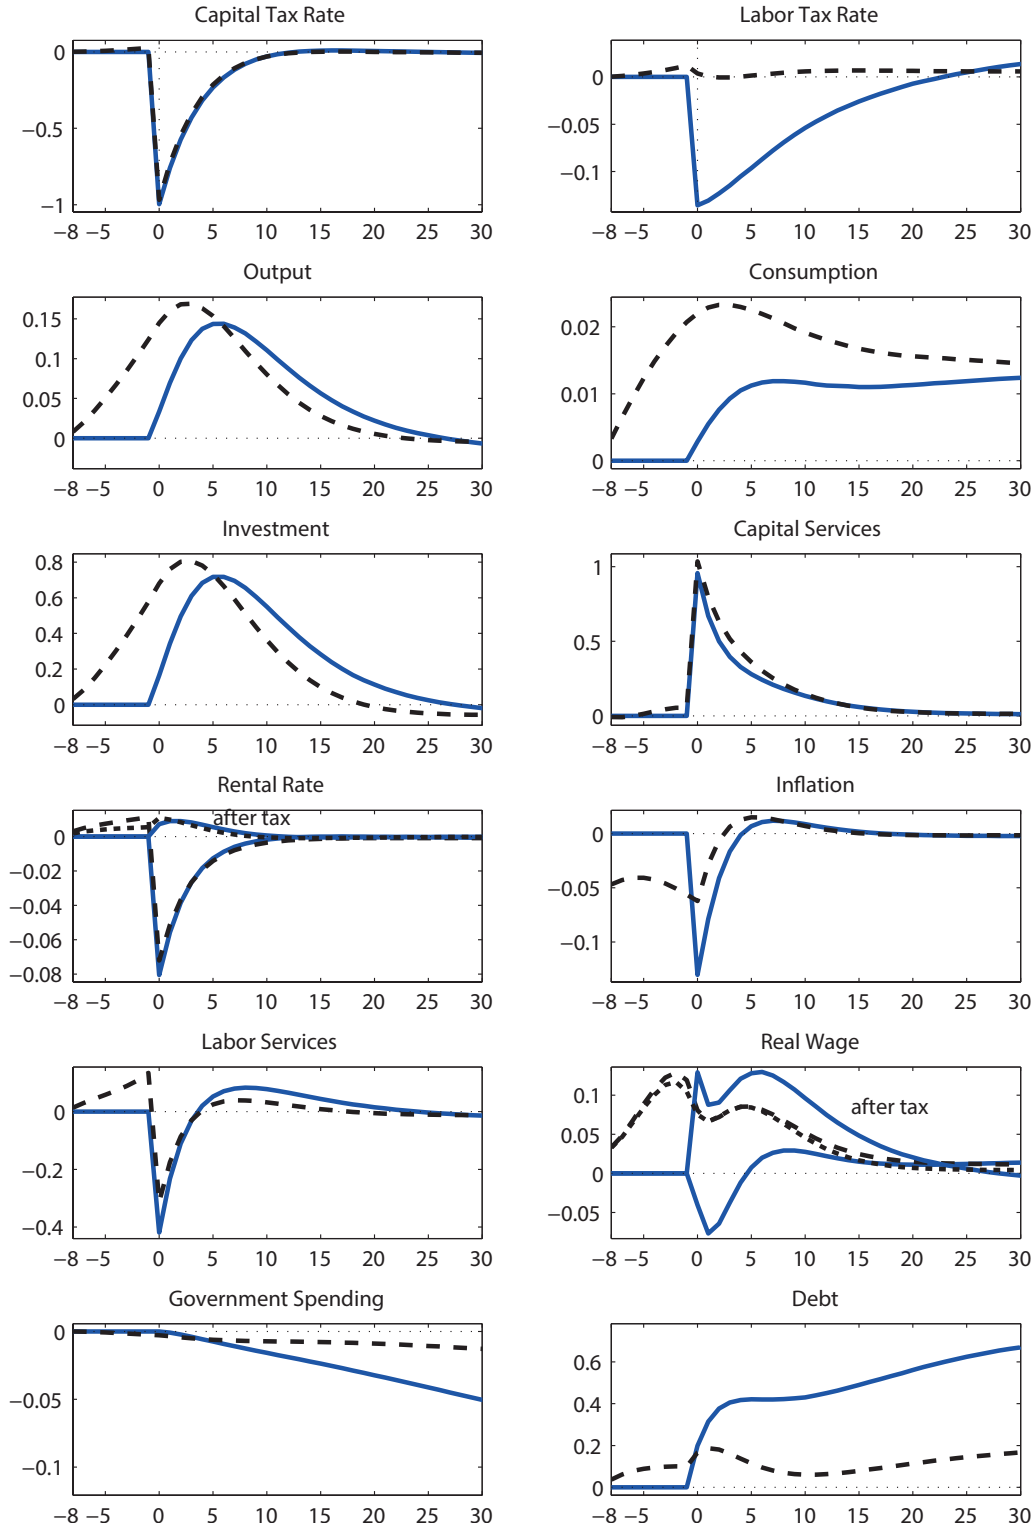 Capital Tax Rate
0
−0.5
−1
−8 −5 0 5 10 15 20 25 30
Labor Tax Rate
0
−0.05
−0.1
−8 −5 0 5 10 15 20 25 30
Output
0.15
0.1
0.05
0
−8 −5 0 5 10 15 20 25 30
Consumption
0.02
0.01
0
−8 −5 0 5 10 15 20 25 30
Investment
0.8
0.6
0.4
0.2
0
−8 −5 0 5 10 15 20 25 30
Capital Services
1
0.5
0
−8 −5 0 5 10 15 20 25 30
Rental Rate
after tax
0
−0.02
−0.04
−0.06
−0.08
−8 −5 0 5 10 15 20 25 30
Inflation
0
−0.05
−0.1
−8 −5 0 5 10 15 20 25 30
Labor Services
0
−0.2
−0.4
−8 −5 0 5 10 15 20 25 30
Real Wage
0.1
after tax
0.05
0
−0.05
−8 −5 0 5 10 15 20 25 30
Government Spending
0
−0.05
−0.1
−8 −5 0 5 10 15 20 25 30
Debt
0.6
0.4
0.2
0
−8 −5 0 5 10 15 20 25 30